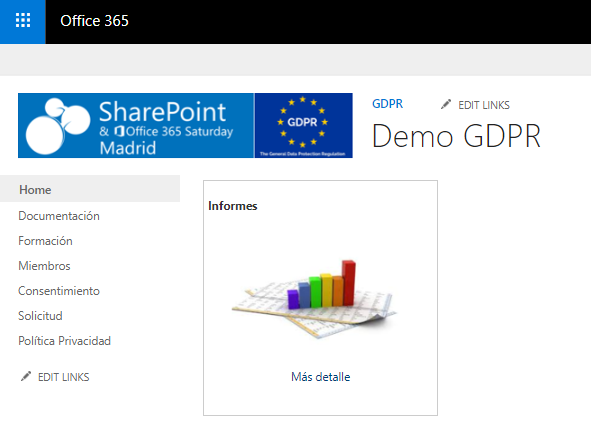 Office 365
SharePoint
& Office 365 Saturday
Madrid
GDPR
The General Data Protection Regulation
GDPR
EDIT LINKS
Demo GDPR
Home
Documentación
Formación
Miembros
Consentimiento
Solicitud
Política Privacidad
EDIT LINKS
Informes
Más detalle